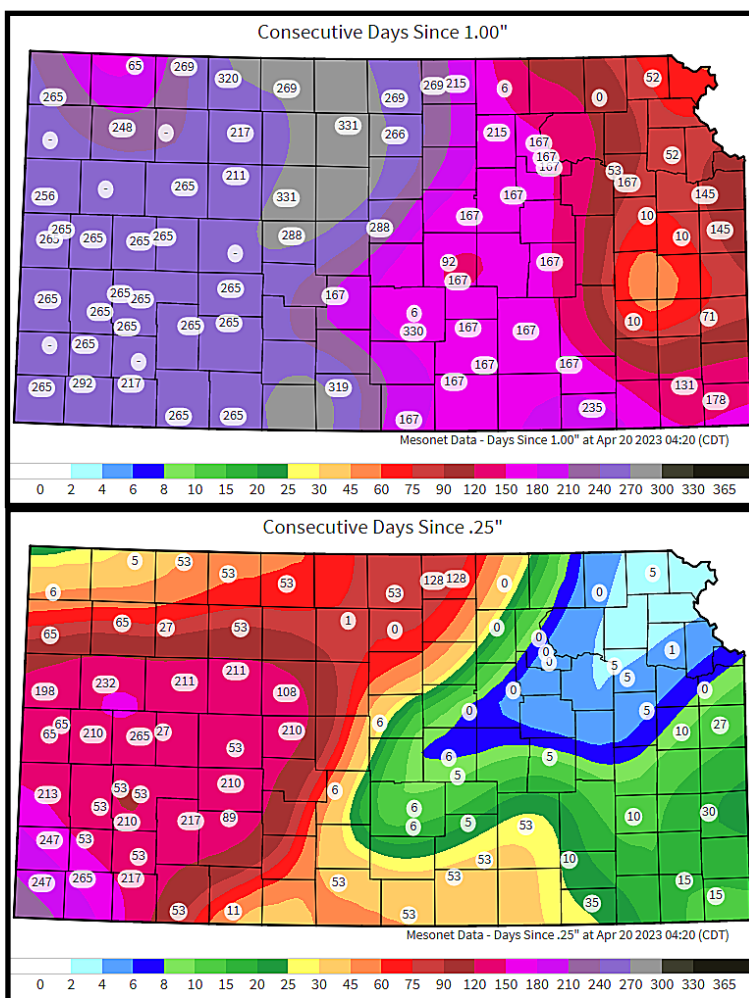 Consecutive Days Since 1.00"
65 269 320 269 269 215 6 52
265 269 0
248 - 217 331 266 215 167
- 167
167
52
211 53
256 - 265 331 167 167 145
265 167 10 145
265 265 265 265 288 288 10
- 92 167
265 265 265 265 167 167
265 6 10 71
265 265 265 330 167 167
- 265
- 167 167
265 292 217 319 167 131
178
265 265 167 235
Mesonet Data - Days Since 1.00" at Apr 20 2023 04:20 (CDT)
0 2 4 6 8 10 15 20 25 30 45 60 75 90 120 150 180 210 240 270 300 330 365
Consecutive Days Since .25"
5 53 53 53 128 128 0 5
6 53 0
65 65 27 53 1 0 0 0
0
0
1
198 232 211 211 108 0 5 5 0
65 65 210 265 27 210 6 0 5 10 27
53 6 5
213 53 53 210 6 5
53 210 217 89 6 6 5 53 10 30
247 53 53 53 10
247 265 217 53 53 15 15
53 11 53 35
Mesonet Data - Days Since .25" at Apr 20 2023 04:20 (CDT)
0 2 4 6 8 10 15 20 25 30 45 60 75 90 120 150 180 210 240 270 300 330 365